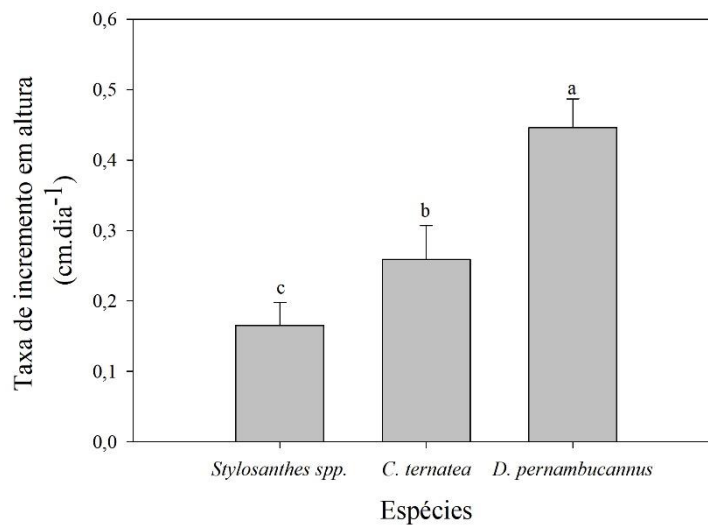 Taxa de incremento em altura
(cm.dia-1)
0,6
0,5
0,4
0,3
0,2
0,1
0,0
c
b
a
Stylosanthes spp.
C. ternatea
D. pernambucannus
Espécies